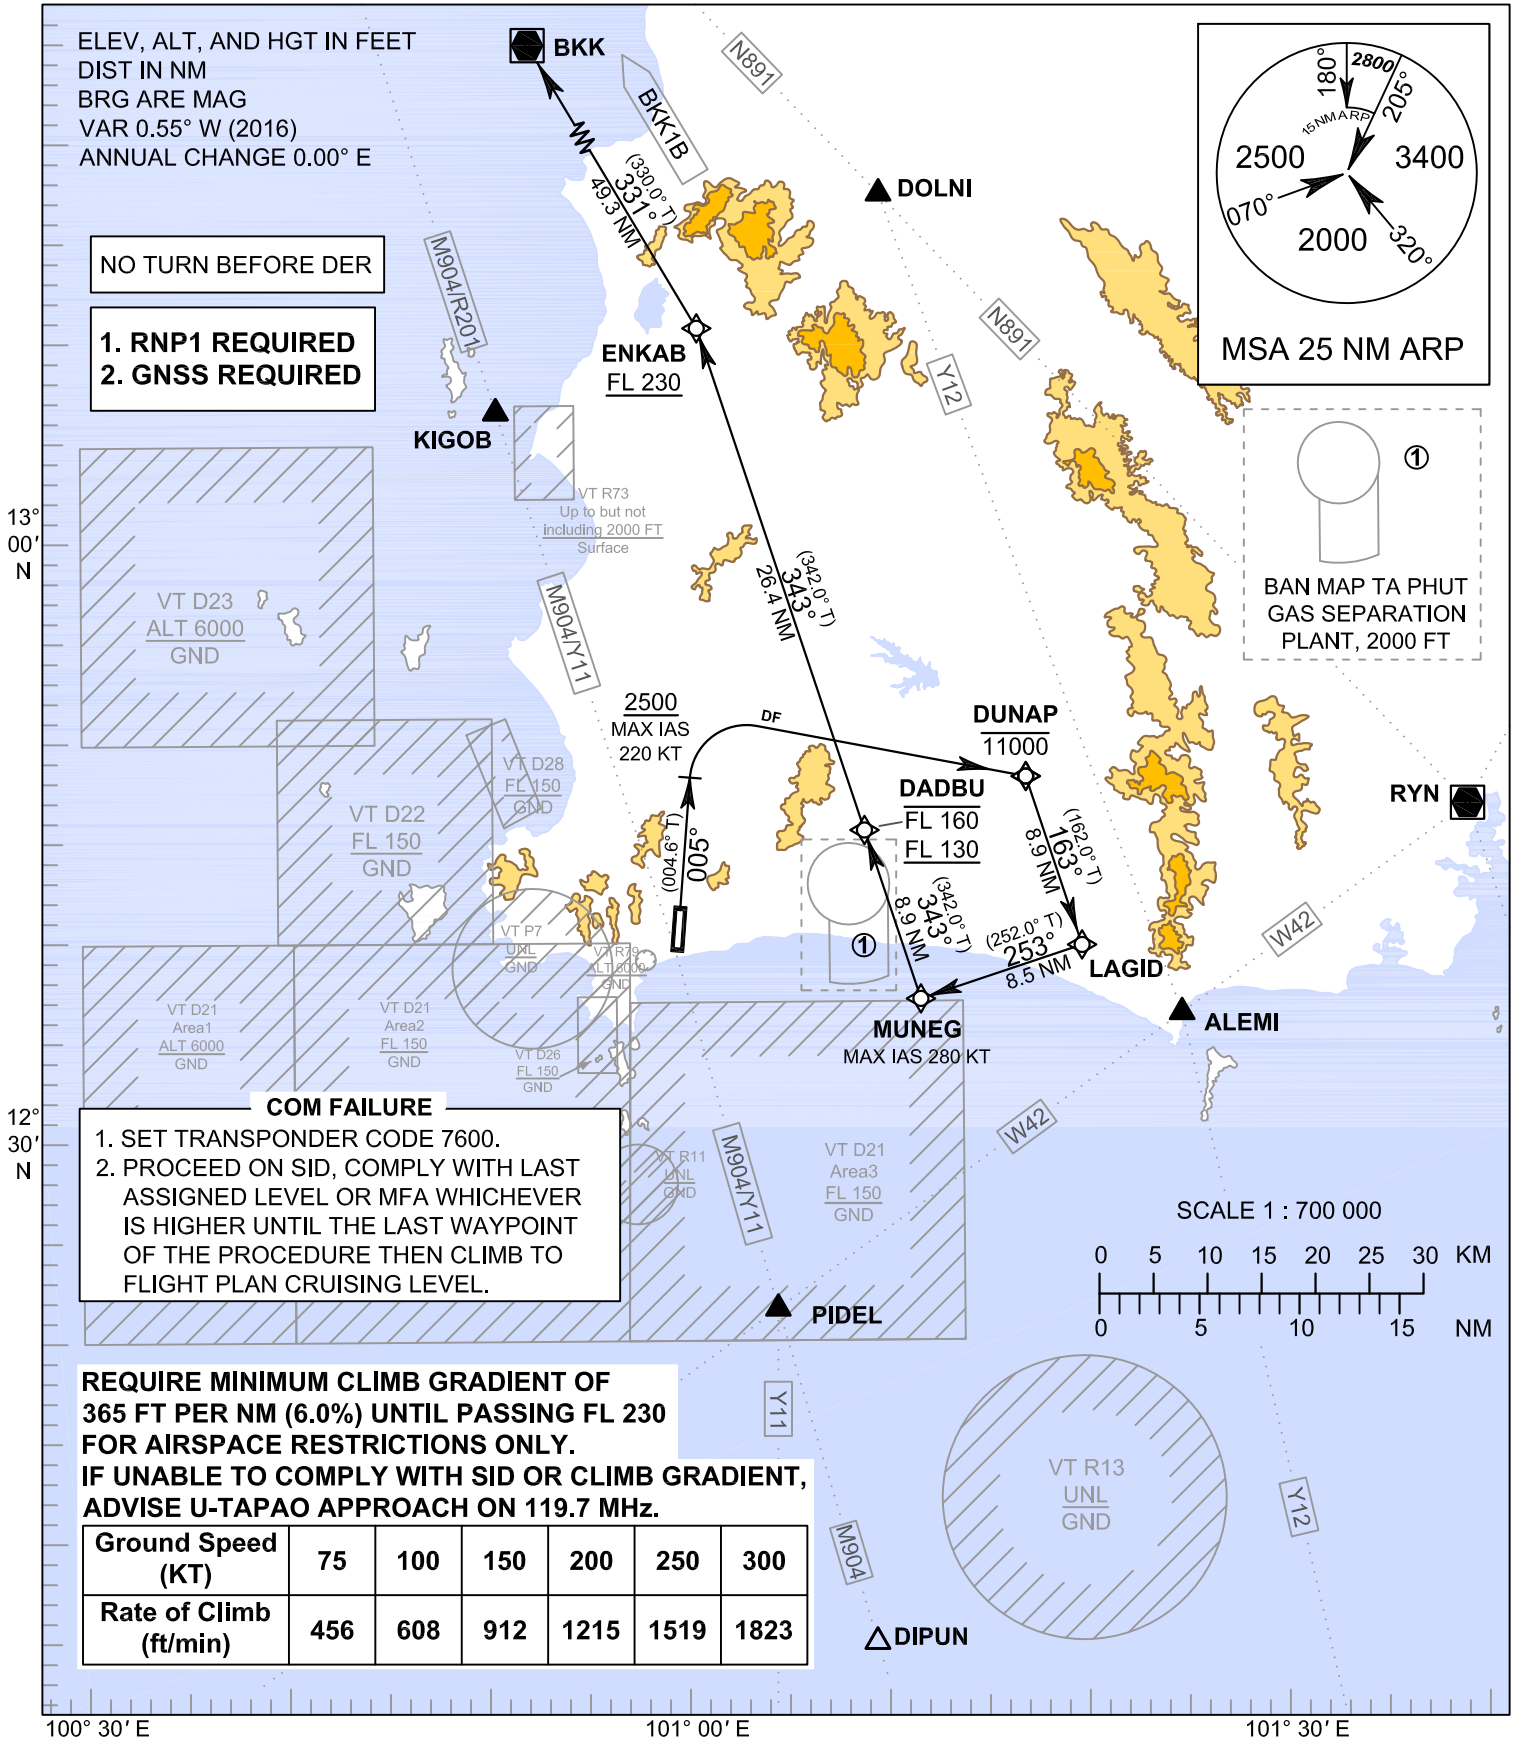 ELEV, ALT, AND HGT IN FEET
DIST IN NM
BRG ARE MAG
VAR 0.55° W (2016)
ANNUAL CHANGE 0.00° E
NO TURN BEFORE DER
1. RNP1 REQUIRED
2. GNSS REQUIRED
BKK
BKK1B
(330.0° T)
331°
49.3 NM
N891
DOLNI
180°
2800
205°
15 NM ARP
2500
3400
070°
2000
320°
MSA 25 NM ARP
M904/R201
KIGOB
ENKAB
FL 230
Y12
N891
①
BAN MAP TA PHUT
GAS SEPARATION
PLANT, 2000 FT
VT R73
Up to but not
including 2000 FT
Surface
13°
00′
N
VT D23
ALT 6000
GND
M904/Y11
(342.0° T)
343°
26.4 NM
2500
MAX IAS
220 KT
DF
DUNAP
11000
DADBU
FL 160
FL 130
RYN
VT D28
FL 150
GND
VT D22
FL 150
GND
(004.6° T)
005°
(162.0° T)
163°
8.9 NM
(342.0° T)
343°
8.9 NM
①
(252.0° T)
253°
8.5 NM
LAGID
W42
VT P7
UNL
GND
VT R79
ALT 6000
GND
VT D21
Area1
ALT 6000
GND
VT D21
Area2
FL 150
GND
VT D26
FL 150
GND
MUNEG
MAX IAS 280 KT
ALEMI
12°
30′
N
COM FAILURE
1. SET TRANSPONDER CODE 7600.
2. PROCEED ON SID, COMPLY WITH LAST
ASSIGNED LEVEL OR MFA WHICHEVER
IS HIGHER UNTIL THE LAST WAYPOINT
OF THE PROCEDURE THEN CLIMB TO
FLIGHT PLAN CRUISING LEVEL.
VT R11
UNL
GND
M904/Y11
VT D21
Area3
FL 150
GND
W42
SCALE 1 : 700 000
0 5 10 15 20 25 30 KM
0 5 10 15 NM
PIDEL
REQUIRE MINIMUM CLIMB GRADIENT OF
365 FT PER NM (6.0%) UNTIL PASSING FL 230
FOR AIRSPACE RESTRICTIONS ONLY.
IF UNABLE TO COMPLY WITH SID OR CLIMB GRADIENT,
ADVISE U-TAPAO APPROACH ON 119.7 MHz.
Y11
VT R13
UNL
GND
Y12
M904
DIPUN
Ground Speed
(KT)
75 100 150 200 250 300
Rate of Climb
(ft/min)
456 608 912 1215 1519 1823
100° 30′ E
101° 00′ E
101° 30′ E